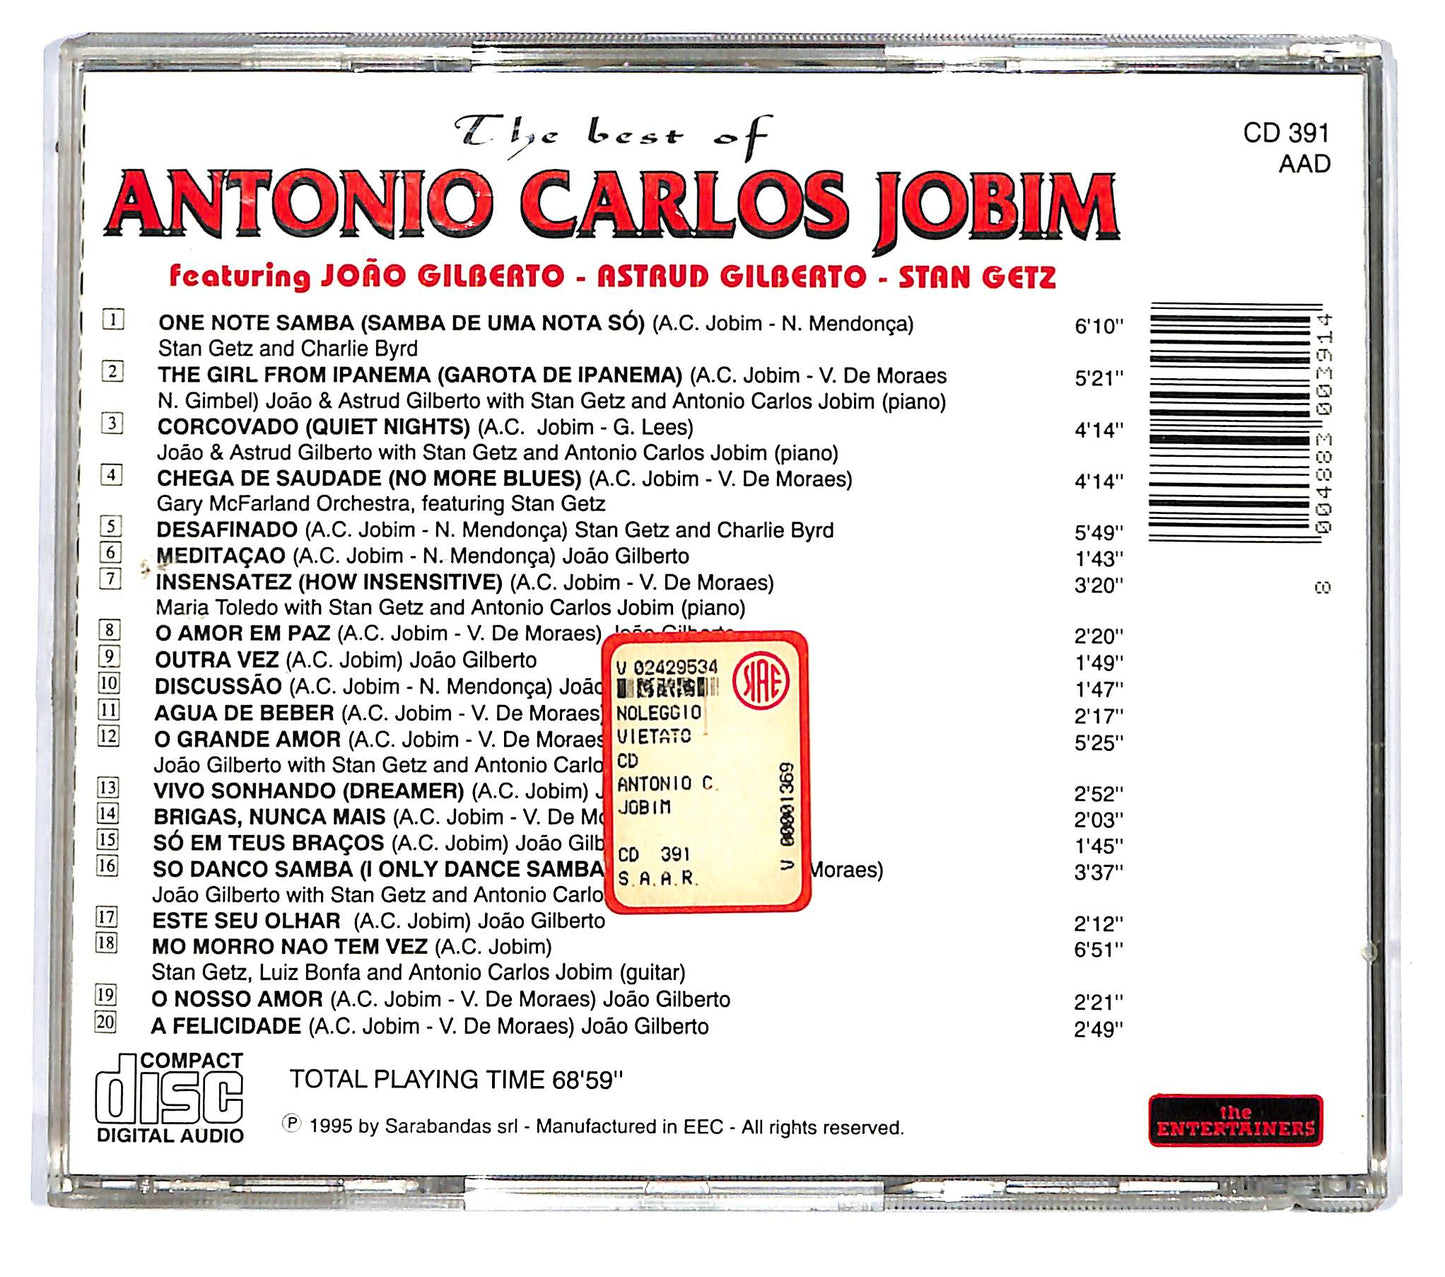 The best of
ANTONIO CARLOS JOBIM
featuring JOÃO GILBERTO - ASTRUD GILBERTO - STAN GETZ
CD 391
AAD
1 ONE NOTE SAMBA (SAMBA DE UMA NOTA SÓ) (A.C. Jobim - N. Mendonça) 6'10"
Stan Getz and Charlie Byrd
2 THE GIRL FROM IPANEMA (GAROTA DE IPANEMA) (A.C. Jobim - V. De Moraes 5'21"
N. Gimbel) João & Astrud Gilberto with Stan Getz and Antonio Carlos Jobim (piano)
3 CORCOVADO (QUIET NIGHTS) (A.C. Jobim - G. Lees) 4'14"
João & Astrud Gilberto with Stan Getz and Antonio Carlos Jobim (piano)
4 CHEGA DE SAUDADE (NO MORE BLUES) (A.C. Jobim - V. De Moraes) 4'14"
Gary McFarland Orchestra, featuring Stan Getz
5 DESAFINADO (A.C. Jobim - N. Mendonça) Stan Getz and Charlie Byrd 5'49"
6 MEDITAÇAO (A.C. Jobim - N. Mendonça) João Gilberto 1'43"
7 INSENSATEZ (HOW INSENSITIVE) (A.C. Jobim - V. De Moraes) 3'20"
Maria Toledo with Stan Getz and Antonio Carlos Jobim (piano)
8 O AMOR EM PAZ (A.C. Jobim - V. De Moraes) João Gilberto 2'20"
9 OUTRA VEZ (A.C. Jobim) João Gilberto 1'49"
10 DISCUSSÃO (A.C. Jobim - N. Mendonça) Joãc 1'47"
11 AGUA DE BEBER (A.C. Jobim - V. De Moraes) 2'17"
12 O GRANDE AMOR (A.C. Jobim - V. De Moraes 5'25"
João Gilberto with Stan Getz and Antonio Carlo
13 VIVO SONHANDO (DREAMER) (A.C. Jobim) J 2'52"
14 BRIGAS, NUNCA MAIS (A.C. Jobim - V. De Mo 2'03"
15 SÓ EM TEUS BRAÇOS (A.C. Jobim) João Gilb 1'45"
16 SO DANCO SAMBA (I ONLY DANCE SAMBA Moraes) 3'37"
João Gilberto with Stan Getz and Antonio Carlo
17 ESTE SEU OLHAR (A.C. Jobim) João Gilberto 2'12"
18 MO MORRO NAO TEM VEZ (A.C. Jobim) 6'51"
Stan Getz, Luiz Bonfa and Antonio Carlos Jobim (guitar)
19 O NOSSO AMOR (A.C. Jobim - V. De Moraes) João Gilberto 2'21"
20 A FELICIDADE (A.C. Jobim - V. De Moraes) João Gilberto 2'49"
V 02429534
SIAE
NOLEGGIO
VIETATO
CD
ANTONIO C.
JOBIM
CD 391
S.A.A.R.
V 00001369
8 004883 003914
COMPACT
disc
DIGITAL AUDIO
TOTAL PLAYING TIME 68'59"
℗ 1995 by Sarabandas srl - Manufactured in EEC - All rights reserved.
the
ENTERTAINERS